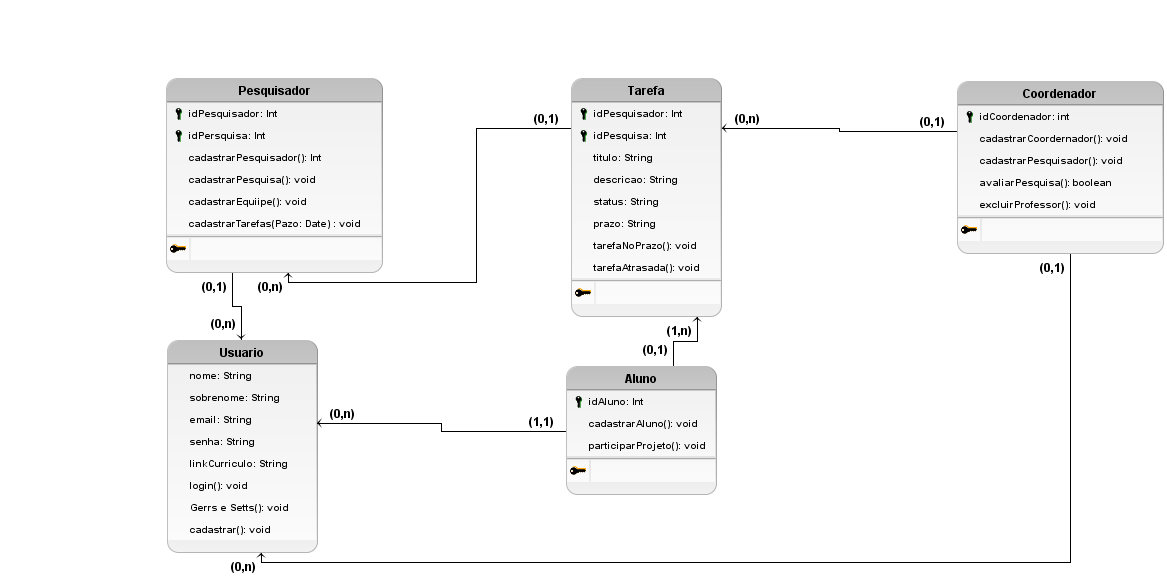 Pesquisador
idPesquisador: Int
idPersquisa: Int
cadastrarPesquisador(): Int
cadastrarPesquisa(): void
cadastrarEquiipe(): void
cadastrarTarefas(Pazo: Date) : void
(0,1)
(0,n)
(0,1)
Tarefa
idPesquisador: Int
idPesquisa: Int
titulo: String
descricao: String
status: String
prazo: String
tarefaNoPrazo(): void
tarefaAtrasada(): void
(0,n)
(0,1)
Coordenador
idCoordenador: int
cadastrarCoordernador(): void
cadastrarPesquisador(): void
avaliarPesquisa(): boolean
excluirProfessor(): void
(0,1)
(0,n)
(1,n)
(0,1)
Usuario
nome: String
sobrenome: String
email: String
senha: String
linkCurriculo: String
login(): void
Gerrs e Setts(): void
cadastrar(): void
(0,n)
(1,1)
Aluno
idAluno: Int
cadastrarAluno(): void
participarProjeto(): void
(0,n)